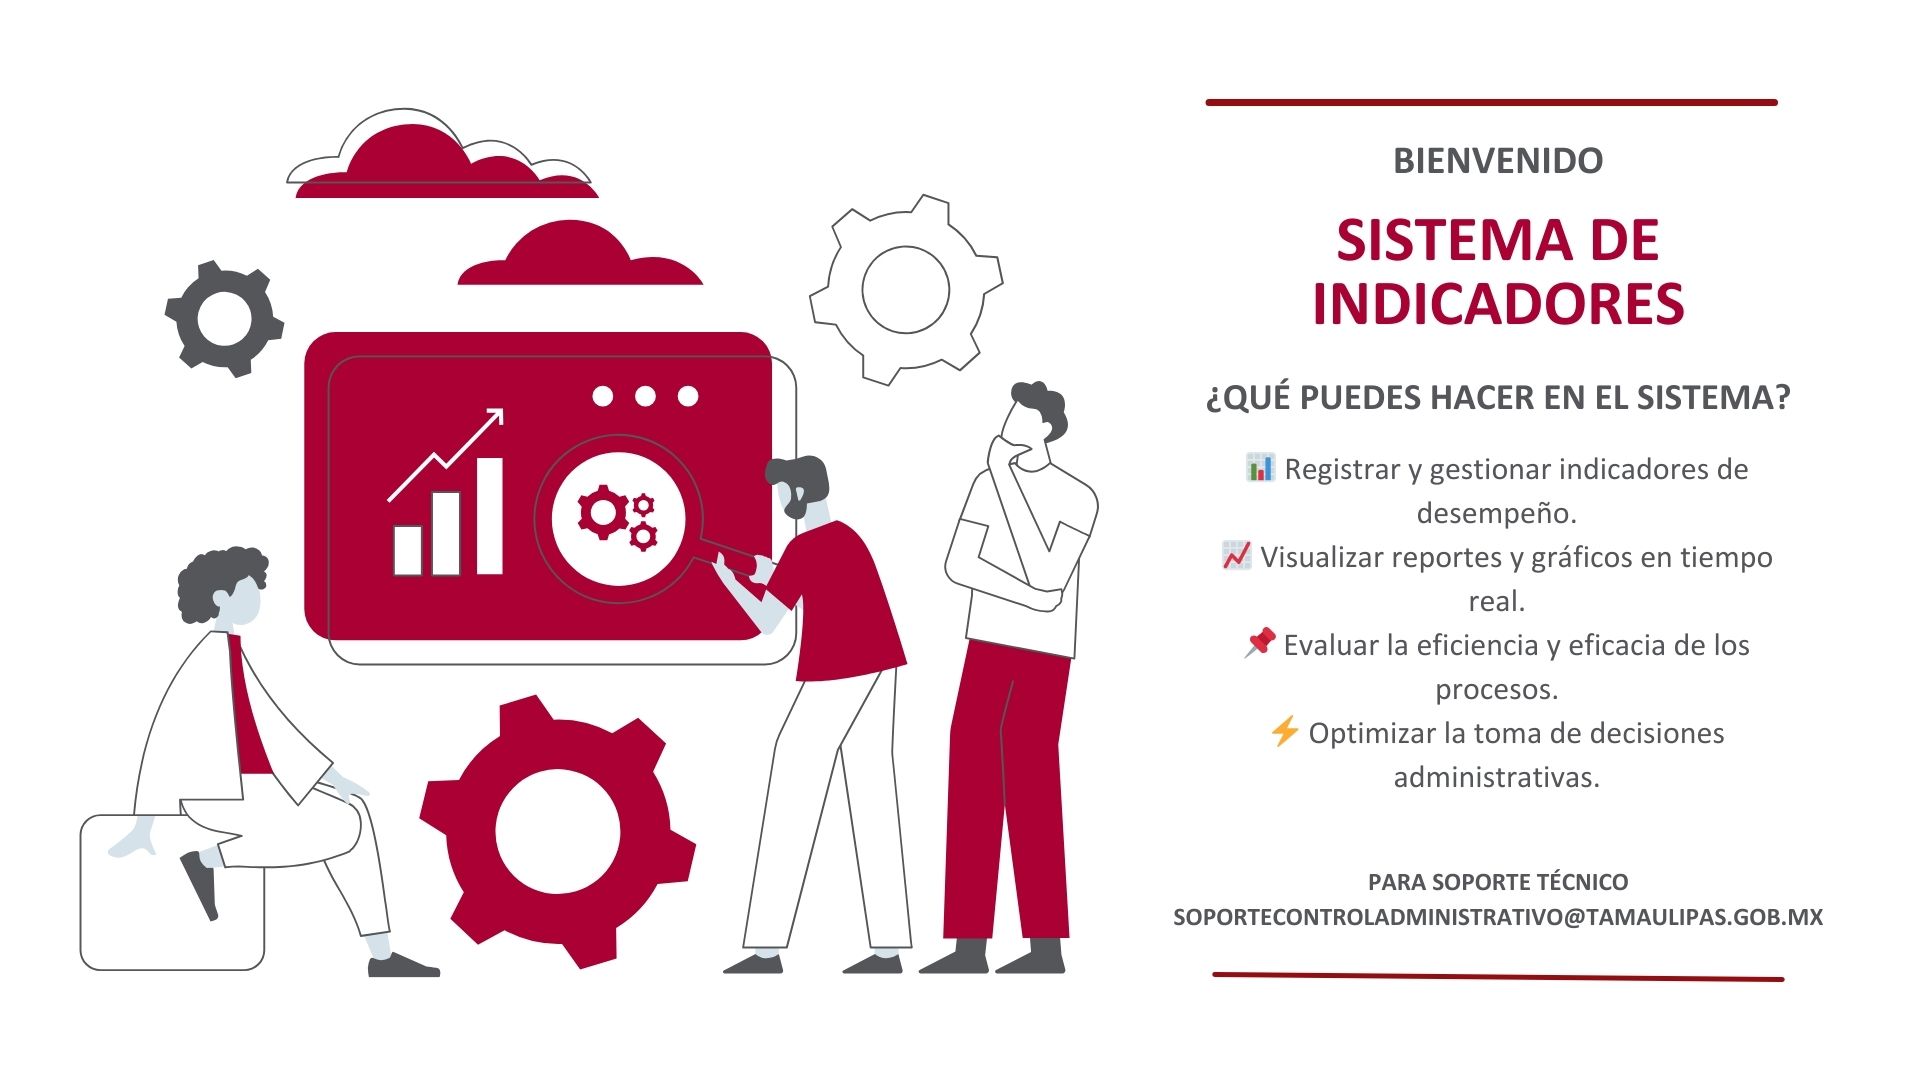 BIENVENIDO
SISTEMA DE
INDICADORES
¿QUÉ PUEDES HACER EN EL SISTEMA?
📊 Registrar y gestionar indicadores de
desempeño.
📈 Visualizar reportes y gráficos en tiempo
real.
📌 Evaluar la eficiencia y eficacia de los
procesos.
⚡ Optimizar la toma de decisiones
administrativas.
PARA SOPORTE TÉCNICO
SOPORTECONTROLADMINISTRATIVO@TAMAULIPAS.GOB.MX